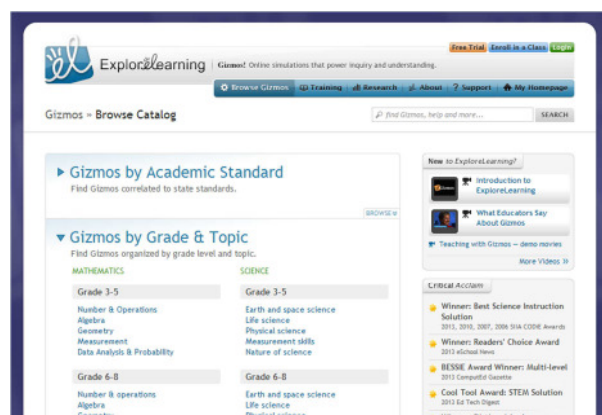 Free Trial Enroll in a Class Login
ExploreLearning Gizmos! Online simulations that power inquiry and understanding.
Browse Gizmos Training Research About ? Support My Homepage
Gizmos » Browse Catalog find Gizmos, help and more... SEARCH
Gizmos by Academic Standard
Find Gizmos correlated to state standards.
BROWSE
Gizmos by Grade & Topic
Find Gizmos organized by grade level and topic.
MATHEMATICS SCIENCE
Grade 3-5 Grade 3-5
Number & Operations Earth and space science
Algebra Life science
Geometry Physical science
Measurement Measurement skills
Data Analysis & Probability Nature of science
Grade 6-8 Grade 6-8
Number & operations Earth and space science
Algebra Life science
New to ExploreLearning?
Introduction to
ExploreLearning
What Educators Say
About Gizmos
Teaching with Gizmos — demo movies
More Videos »
Critical Acclaim
Winner: Best Science Instruction
Solution
2013, 2010, 2007, 2006 SIIA CODiE Awards
Winner: Readers' Choice Award
2013 eSchool News
BESSIE Award Winner: Multi-level
2013 ComputEd Gazette
Cool Tool Award: STEM Solution
2013 Ed Tech Digest